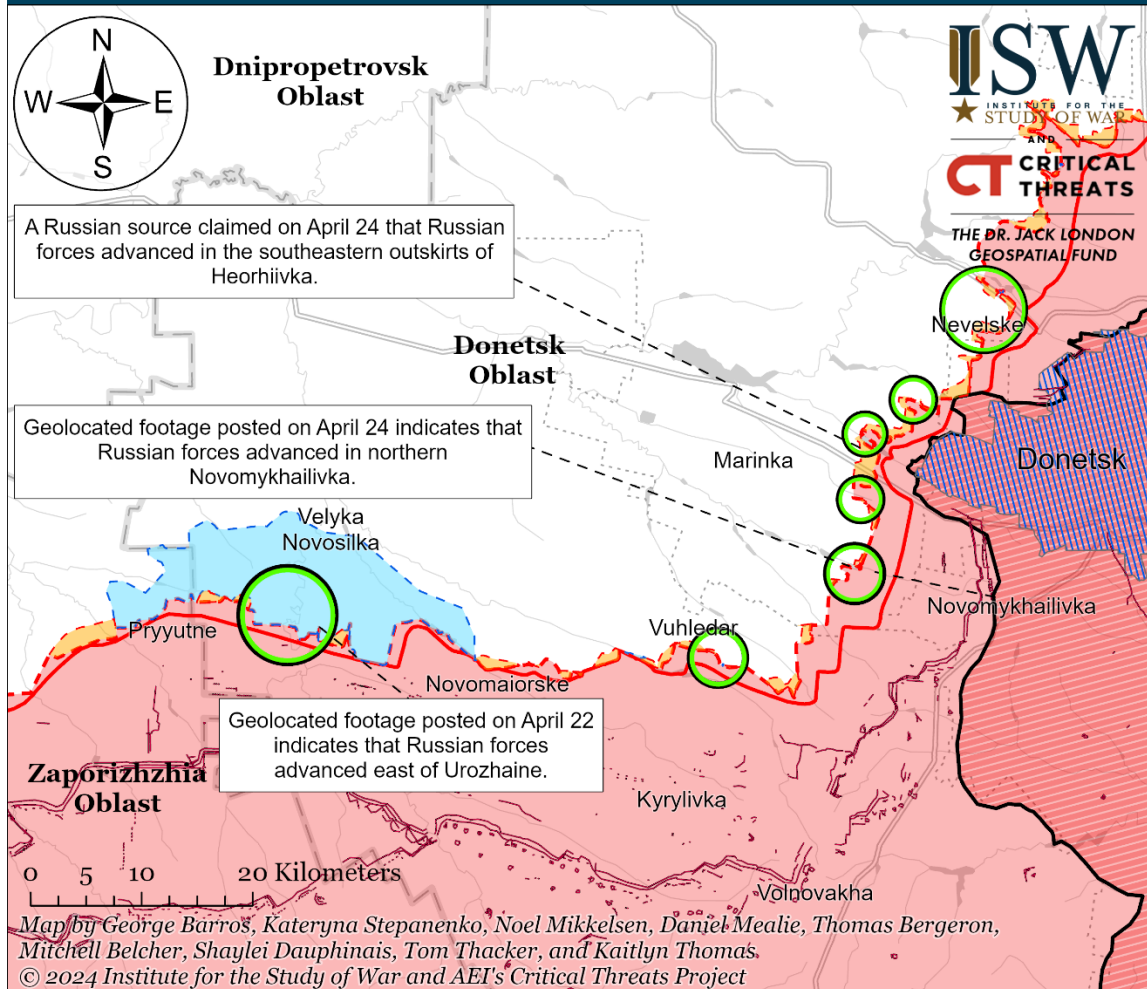 N
W
E
S
Dnipropetrovsk
Oblast
ISW
INSTITUTE FOR THE
STUDY OF WAR
AND
CT CRITICAL
THREATS
THE DR. JACK LONDON
GEOSPATIAL FUND
A Russian source claimed on April 24 that Russian
forces advanced in the southeastern outskirts of
Heorhiivka.
Nevelske
Donetsk
Oblast
Geolocated footage posted on April 24 indicates that
Russian forces advanced in northern
Novomykhailivka.
Marinka
Donetsk
Velyka
Novosilka
Pryyutne
Vuhledar
Novomykhailivka
Novomaiorske
Geolocated footage posted on April 22
indicates that Russian forces
advanced east of Urozhaine.
Zaporizhzhia
Oblast
Kyrylivka
Volnovakha
0 5 10 20 Kilometers
Map by George Barros, Kateryna Stepanenko, Noel Mikkelsen, Daniel Mealie, Thomas Bergeron,
Mitchell Belcher, Shaylei Dauphinais, Tom Thacker, and Kaitlyn Thomas
© 2024 Institute for the Study of War and AEI's Critical Threats Project